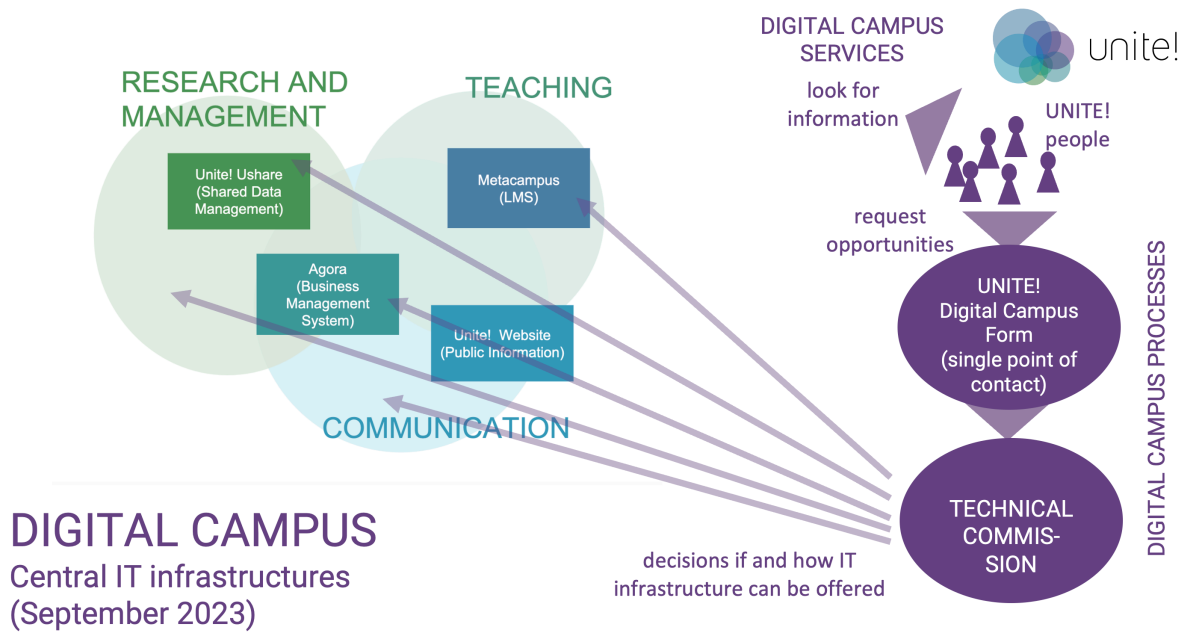 DIGITAL CAMPUS
SERVICES
unite!
RESEARCH AND
MANAGEMENT
TEACHING
look for
information
UNITE!
people
Unite! Ushare
(Shared Data
Management)
Metacampus
(LMS)
request
opportunities
Agora
(Business
Management
System)
Unite! Website
(Public Information)
UNITE!
Digital Campus
Form
(single point of
contact)
DIGITAL CAMPUS PROCESSES
COMMUNICATION
TECHNICAL
COMMIS-
SION
DIGITAL CAMPUS
Central IT infrastructures
(September 2023)
decisions if and how IT
infrastructure can be offered